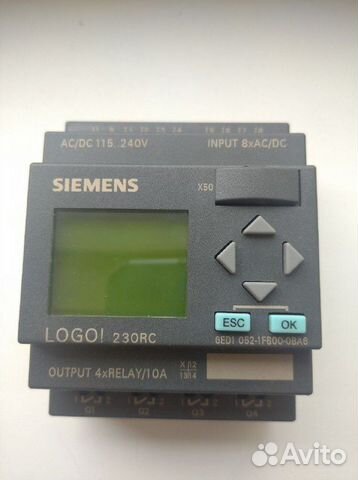 AC/DC 115...240V INPUT 8xAC/DC
SIEMENS
X50
ESC OK
LOGO! 230RC
6ED1 052-1FB00-0BA6
OUTPUT 4xRELAY/10A
X 2
Q1 Q2 Q3 Q4
Avito